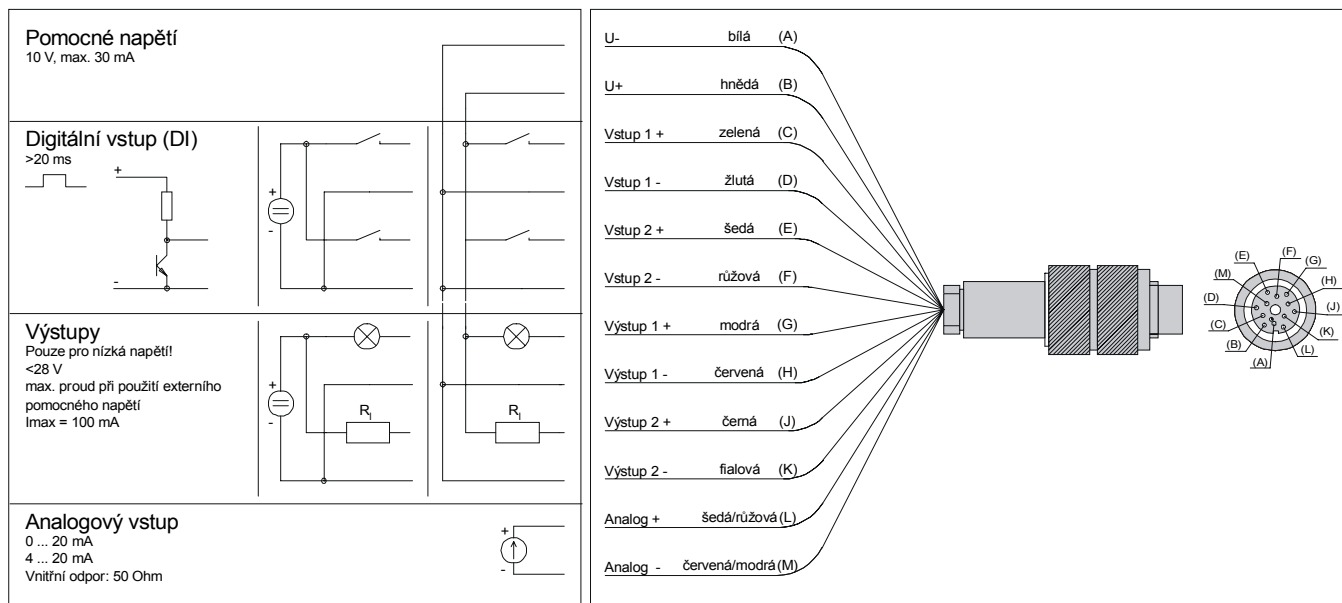 Pomocné napětí
10 V, max. 30 mA
Digitální vstup (DI)
>20 ms
+
-
+
-
Výstupy
Pouze pro nízká napětí!
<28 V
max. proud při použití externího
pomocného napětí
Imax = 100 mA
+
-
RI
RI
Analogový vstup
0 ... 20 mA
4 ... 20 mA
Vnitřní odpor: 50 Ohm
+
-
U- bílá (A)
U+ hnědá (B)
Vstup 1 + zelená (C)
Vstup 1 - žlutá (D)
Vstup 2 + šedá (E)
Vstup 2 - růžová (F)
Výstup 1 + modrá (G)
Výstup 1 - červená (H)
Výstup 2 + černá (J)
Výstup 2 - fialová (K)
Analog + šedá/růžová (L)
Analog - červená/modrá (M)
(F)
(E)
(G)
(M)
(H)
(D)
(J)
(C)
(K)
(B)
(L)
(A)